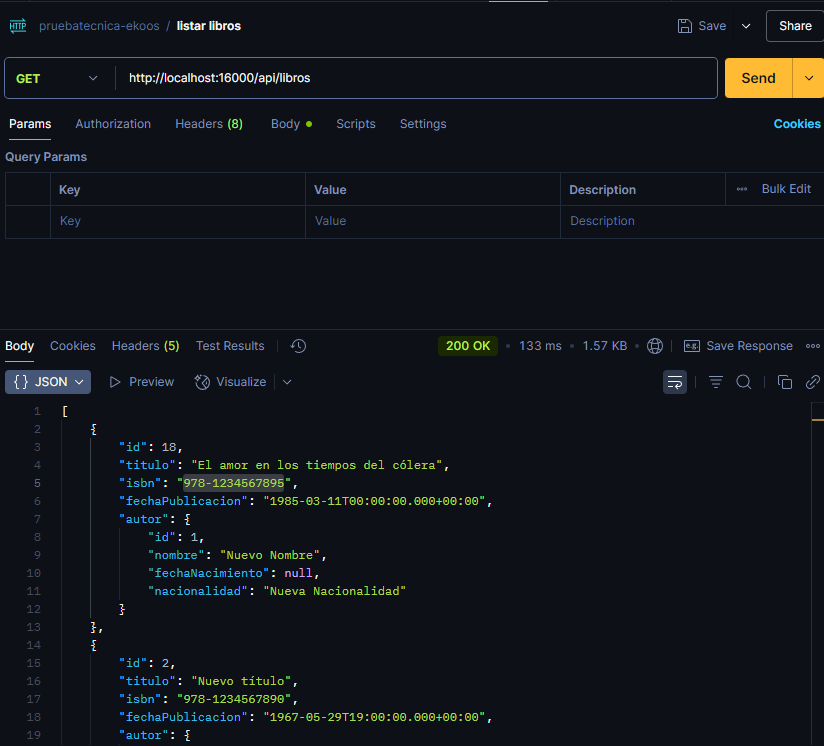 HTTP pruebatecnica-ekoos / listar libros Save Share
GET http://localhost:16000/api/libros Send
Params Authorization Headers (8) Body Scripts Settings Cookies
Query Params
Key Value Description Bulk Edit
Key Value Description
Body Cookies Headers (5) Test Results 200 OK 133 ms 1.57 KB e.g. Save Response
{} JSON Preview Visualize
1 [
2 {
3 "id": 18,
4 "titulo": "El amor en los tiempos del cólera",
5 "isbn": "978-1234567895",
6 "fechaPublicacion": "1985-03-11T00:00:00.000+00:00",
7 "autor": {
8 "id": 1,
9 "nombre": "Nuevo Nombre",
10 "fechaNacimiento": null,
11 "nacionalidad": "Nueva Nacionalidad"
12 }
13 },
14 {
15 "id": 2,
16 "titulo": "Nuevo título",
17 "isbn": "978-1234567890",
18 "fechaPublicacion": "1967-05-29T19:00:00.000+00:00",
19 "autor": {